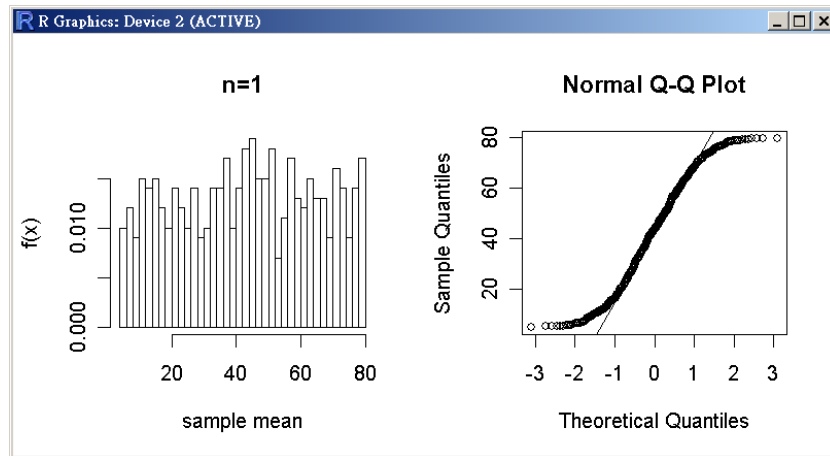 R Graphics: Device 2 (ACTIVE)
n=1
f(x)
0.000
0.010
20
40
60
80
sample mean
Normal Q-Q Plot
Sample Quantiles
20
40
60
80
-3
-2
-1
0
1
2
3
Theoretical Quantiles